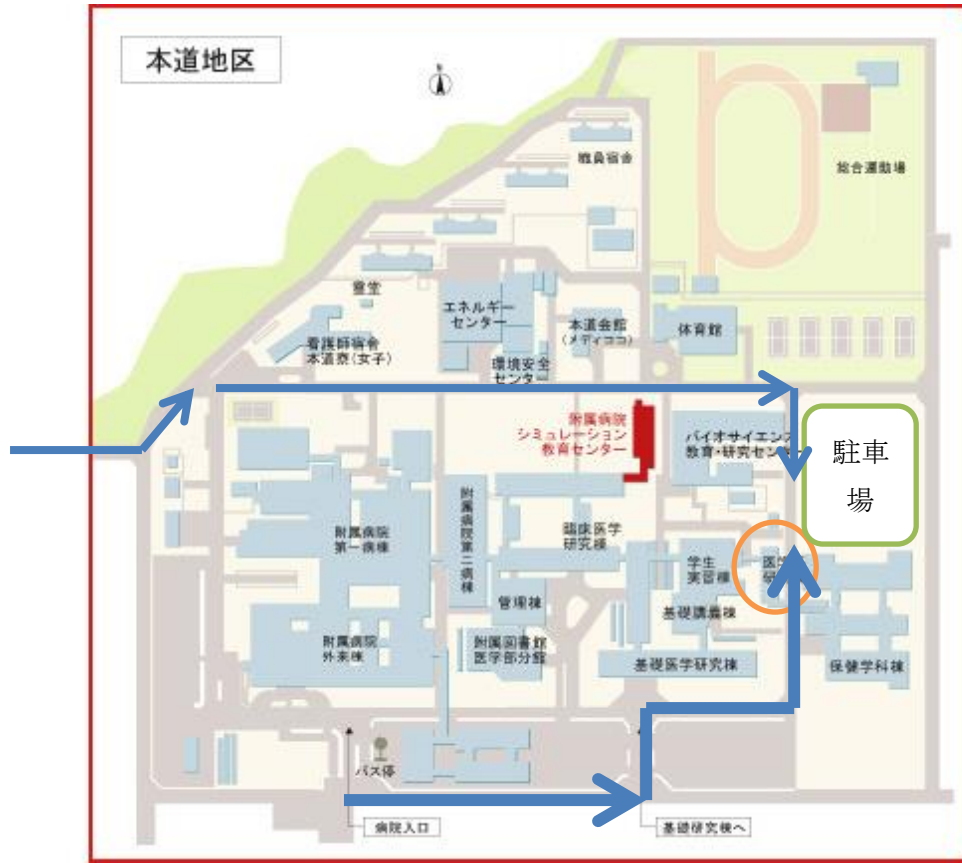 本道地区
N
職員宿舎
総合運動場
霊堂
エネルギー
センター
本道会館
(メディココ)
体育館
看護師宿舎
本道寮(女子)
環境安全
センター
附属病院
シミュレーション
教育センター
バイオサイエンス
教育・研究センター
駐車
場
附属病院
第一病棟
附属病院第二病棟
臨床医学
研究棟
学生
実習棟
医学
研
管理棟
基礎講義棟
附属病院
外来棟
附属図書館
医学部分館
基礎医学研究棟
保健学科棟
バス停
病院入口
基礎研究棟へ